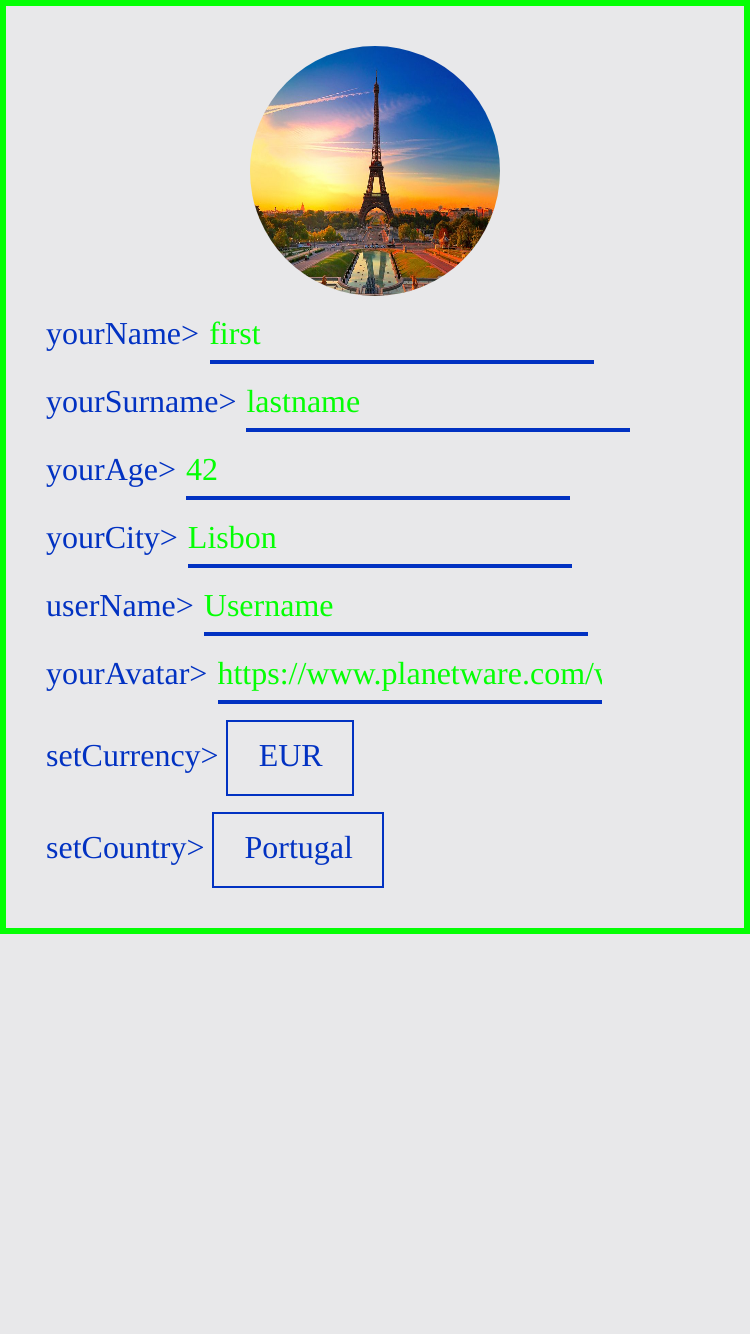 yourName> first
yourSurname> lastname
yourAge> 42
yourCity> Lisbon
userName> Username
yourAvatar> https://www.planetware.com/
setCurrency> EUR
setCountry> Portugal